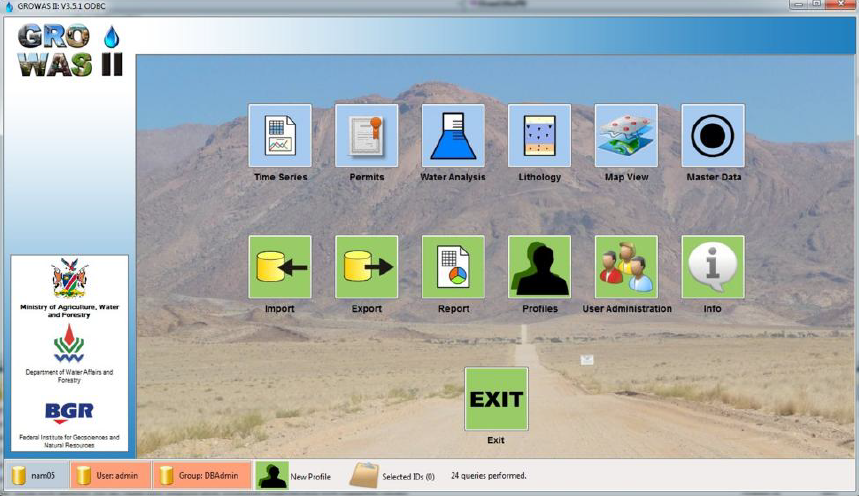 GROWAS II: V3.5.1 ODBC
GRO
WAS II
Time Series
Permits
Water Analysis
Lithology
Map View
Master Data
Import
Export
Report
Profiles
User Administration
Info
EXIT
Exit
Ministry of Agriculture, Water
and Forestry
Department of Water Affairs and
Forestry
BGR
Federal Institute for Geosciences and
Natural Resources
nam05
User: admin
Group: DBAdmin
New Profile
Selected IDs (0)
24 queries performed.